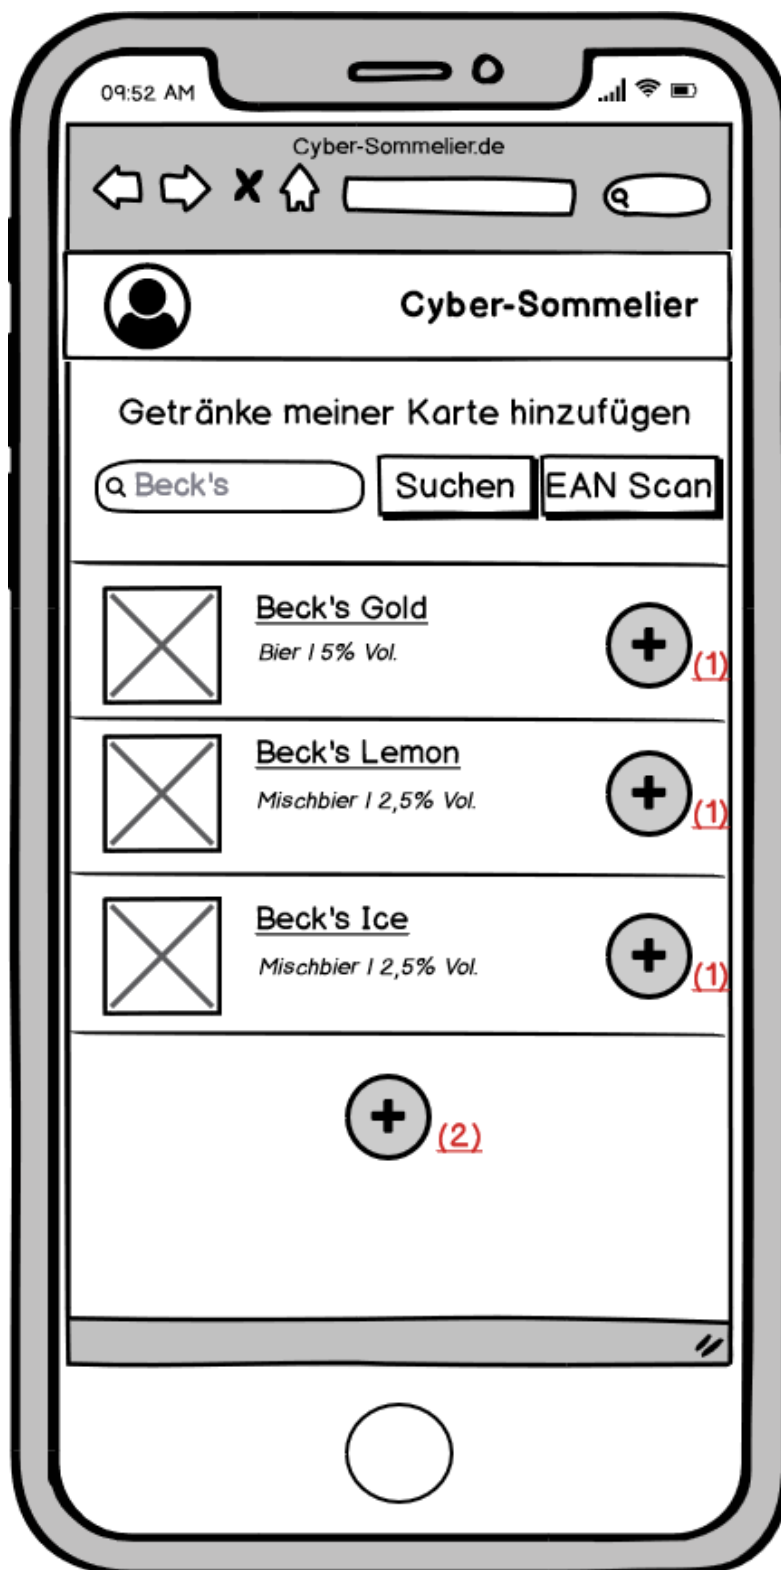 09:52 AM
Cyber-Sommelier.de
Cyber-Sommelier
Getränke meiner Karte hinzufügen
Beck's
Suchen
EAN Scan
Beck's Gold
Bier | 5% Vol.
(1)
Beck's Lemon
Mischbier | 2,5% Vol.
(1)
Beck's Ice
Mischbier | 2,5% Vol.
(1)
(2)